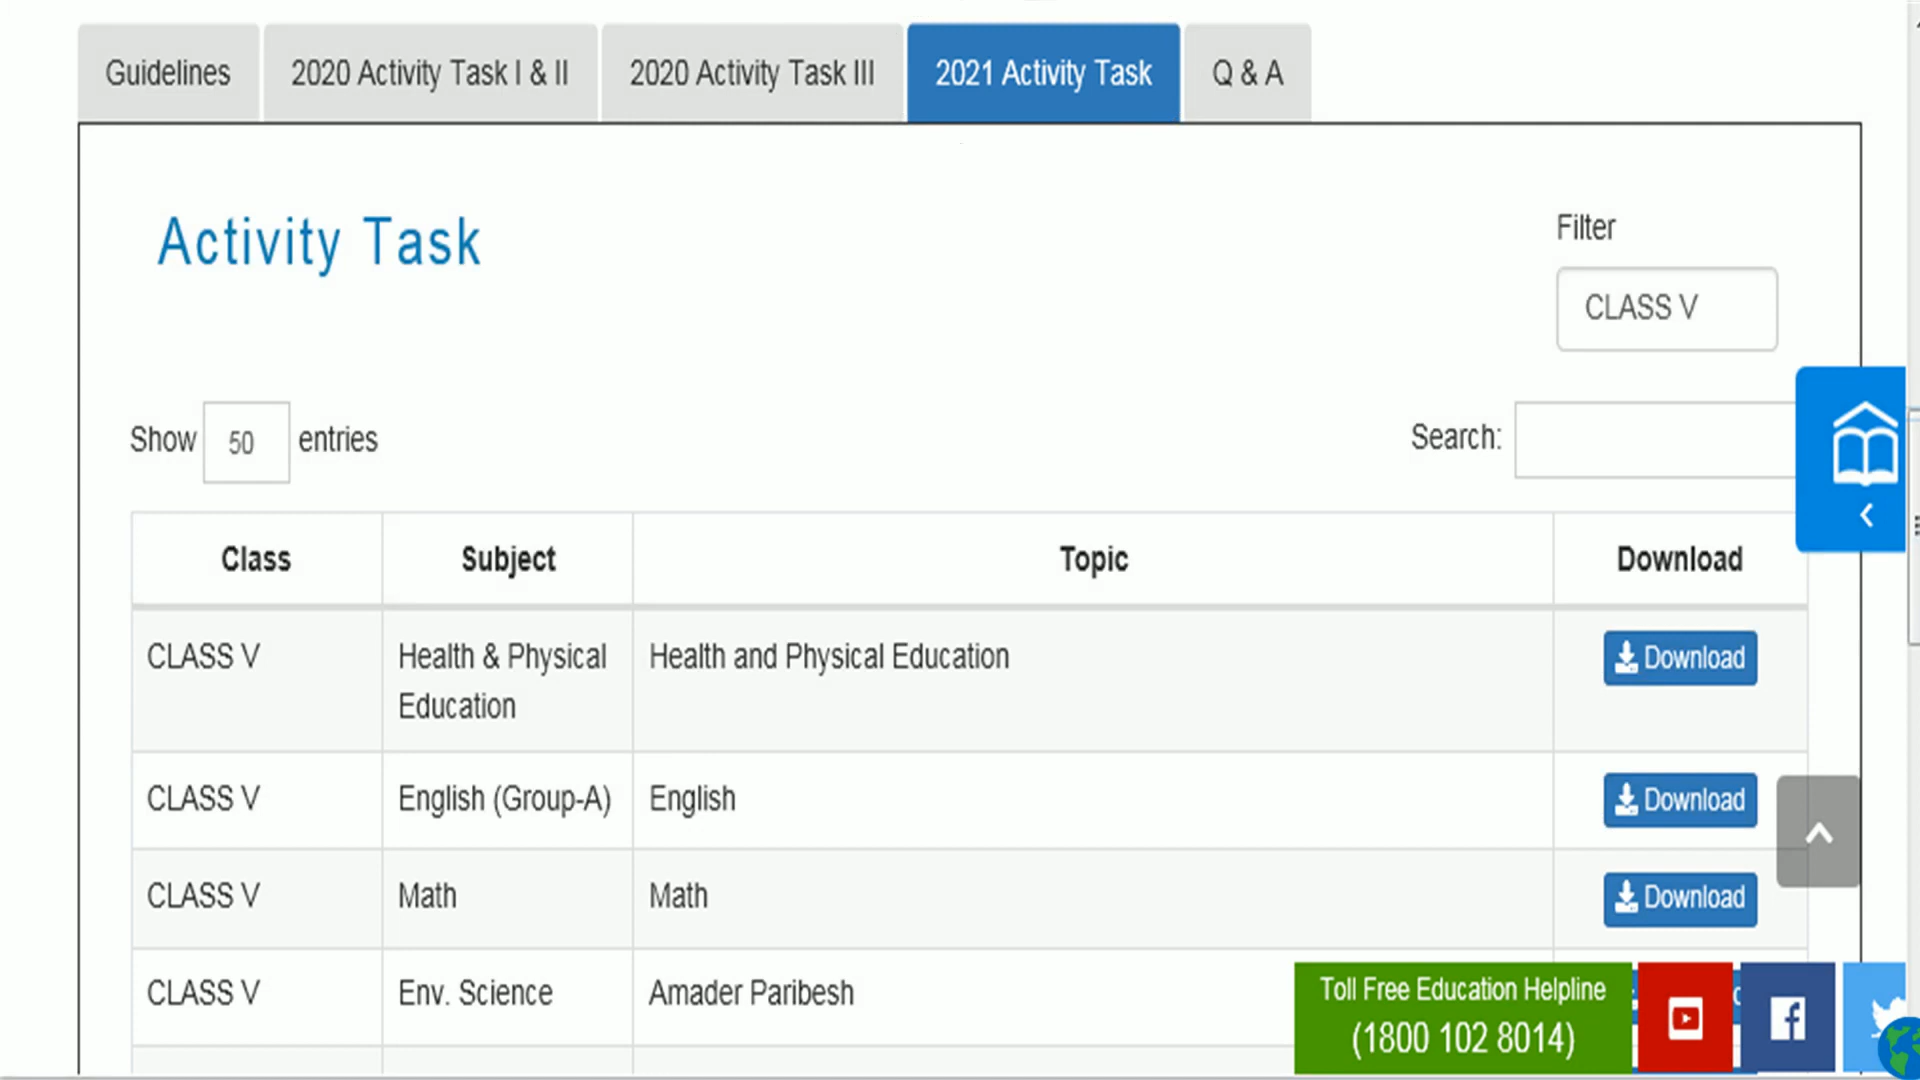 Guidelines 2020 Activity Task I & II 2020 Activity Task III 2021 Activity Task Q & A
Activity Task
Filter
CLASS V
Show 50 entries Search:
Class Subject Topic Download
CLASS V Health & Physical Health and Physical Education Download
Education
CLASS V English (Group-A) English Download
CLASS V Math Math Download
CLASS V Env. Science Amader Paribesh
Toll Free Education Helpline
(1800 102 8014)